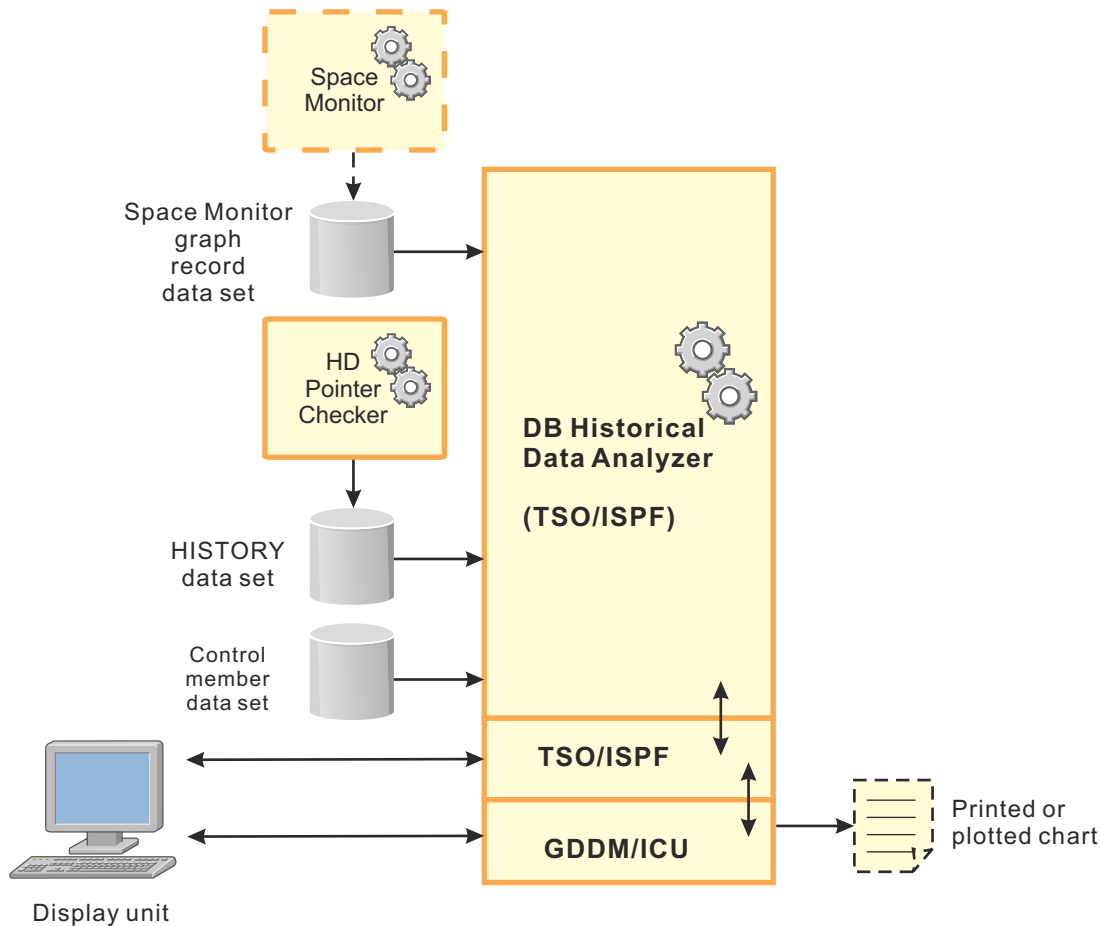 Space
Monitor
Space Monitor
graph
record
data set
HD
Pointer
Checker
DB Historical
Data Analyzer
(TSO/ISPF)
HISTORY
data set
Control
member
data set
TSO/ISPF
GDDM/ICU
Printed or
plotted chart
Display unit